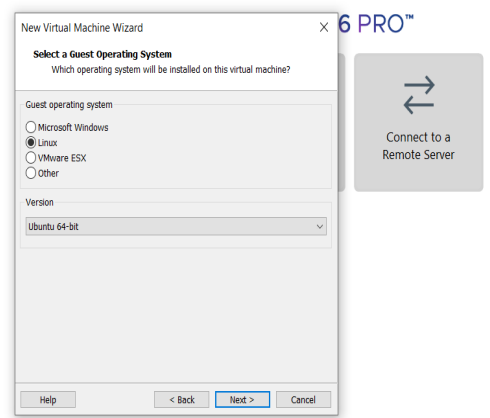 New Virtual Machine Wizard
6 PRO™
Select a Guest Operating System
Which operating system will be installed on this virtual machine?
Guest operating system
Microsoft Windows
Linux
VMware ESX
Other
Version
Ubuntu 64-bit
Help
< Back
Next >
Cancel
Connect to a
Remote Server